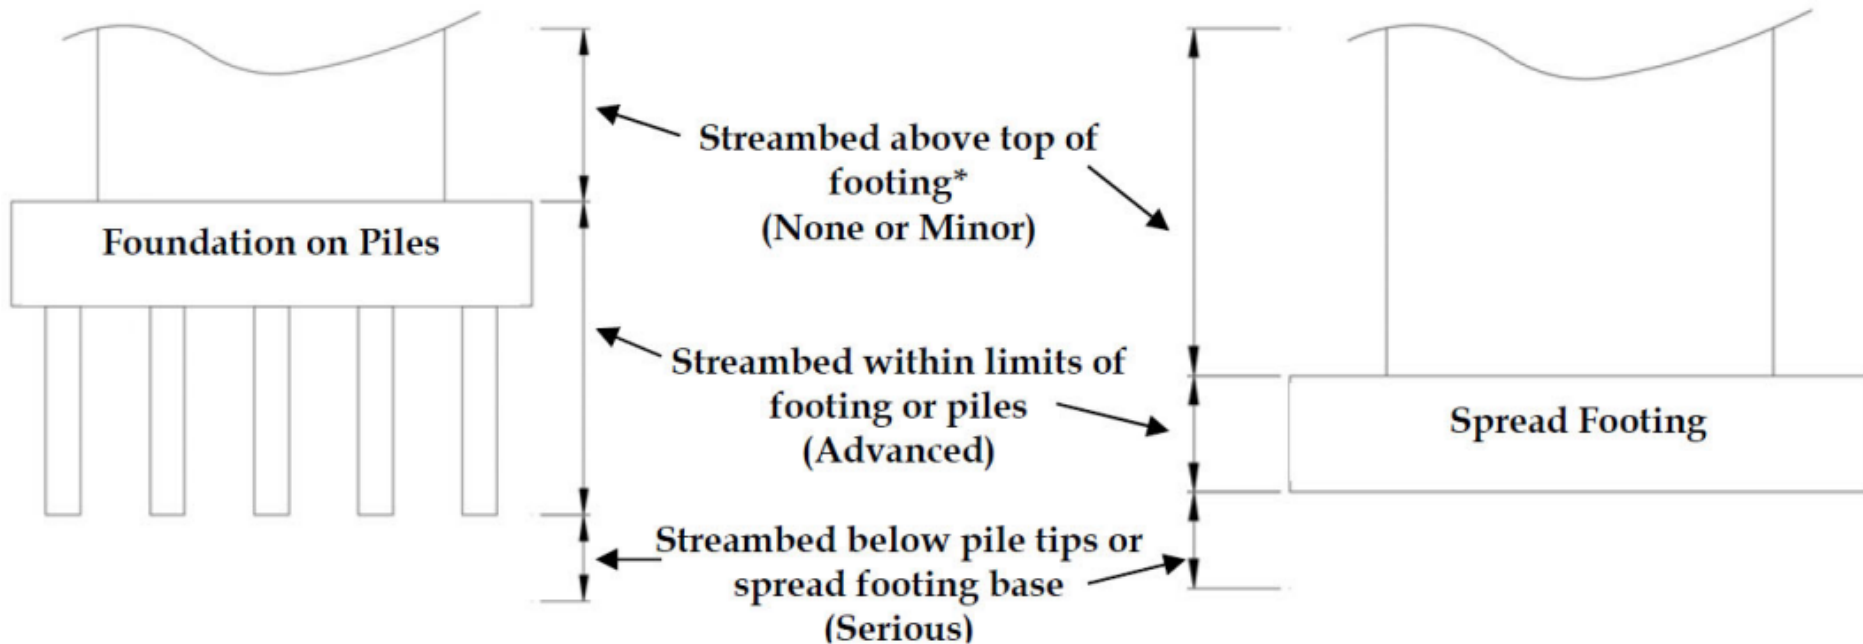 Streambed above top of
footing*
(None or Minor)
Foundation on Piles
Streambed within limits of
footing or piles
(Advanced)
Spread Footing
Streambed below pile tips or
spread footing base
(Serious)